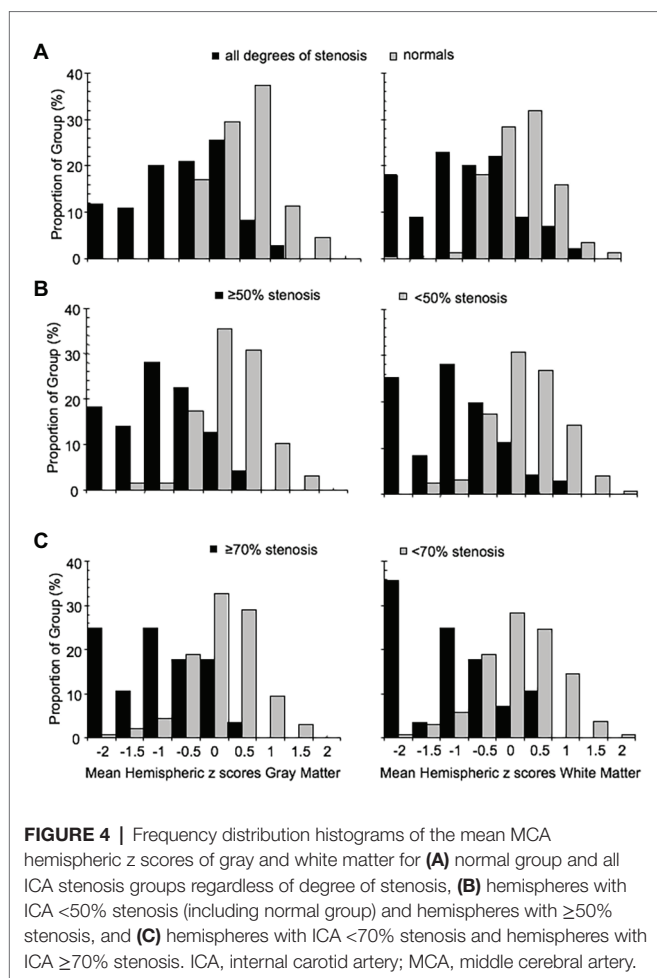 A
■ all degrees of stenosis ■ normals
Proportion of Group (%)
40
30
20
10
0
B
■ ≥50% stenosis ■ <50% stenosis
Proportion of Group (%)
40
30
20
10
0
C
■ ≥70% stenosis ■ <70% stenosis
Proportion of Group (%)
40
30
20
10
0
-2 -1.5 -1 -0.5 0 0.5 1 1.5 2
Mean Hemispheric z scores Gray Matter
-2 -1.5 -1 -0.5 0 0.5 1 1.5 2
Mean Hemispheric z scores White Matter
FIGURE 4 | Frequency distribution histograms of the mean MCA
hemispheric z scores of gray and white matter for (A) normal group and all
ICA stenosis groups regardless of degree of stenosis, (B) hemispheres with
ICA <50% stenosis (including normal group) and hemispheres with ≥50%
stenosis, and (C) hemispheres with ICA <70% stenosis and hemispheres with
ICA ≥70% stenosis. ICA, internal carotid artery; MCA, middle cerebral artery.